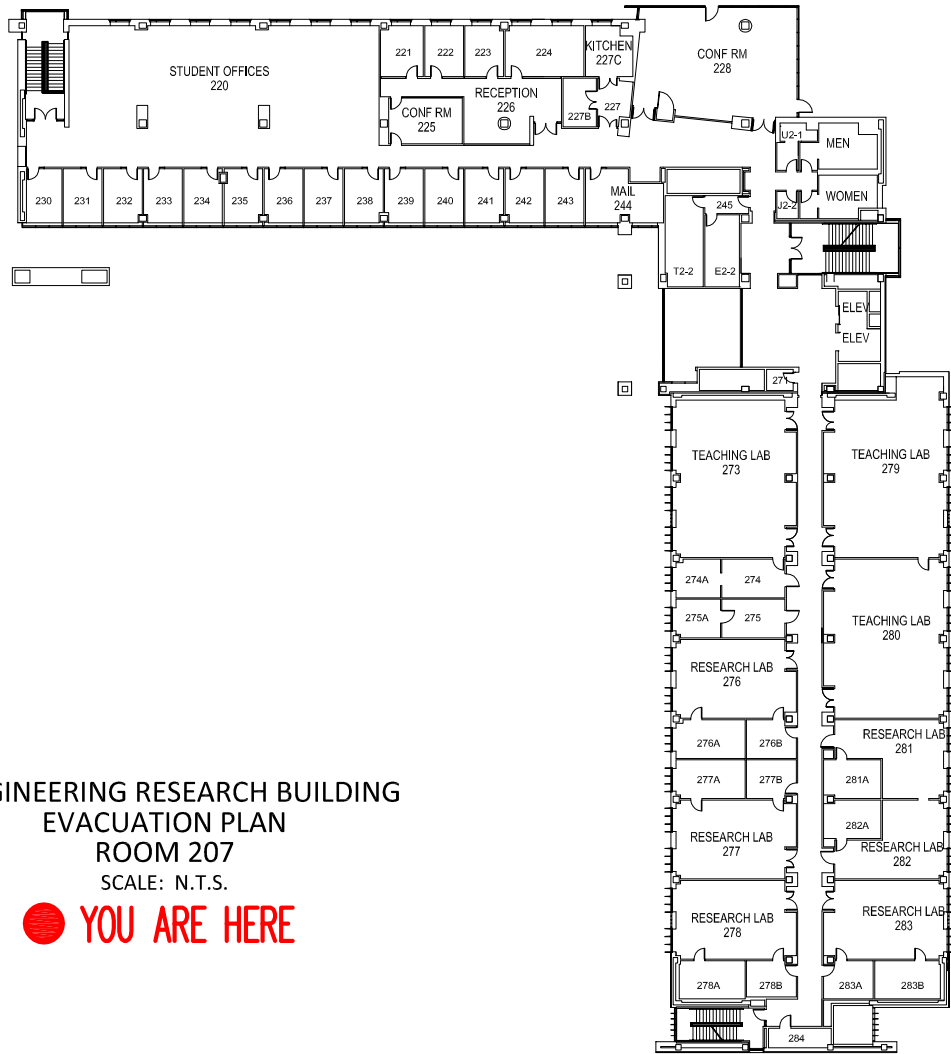 221
222
223
224
KITCHEN
227C
CONF RM
228
STUDENT OFFICES
220
RECEPTION
226
CONF RM
225
227B
227
U2-1
MEN
230
231
232
233
234
235
236
237
238
239
240
241
242
243
MAIL
244
245
J2-2
WOMEN
T2-2
E2-2
ELEV
ELEV
271
TEACHING LAB
273
TEACHING LAB
279
274A
274
275A
275
TEACHING LAB
280
RESEARCH LAB
276
276A
276B
RESEARCH LAB
281
277A
277B
281A
RESEARCH LAB
277
282A
RESEARCH LAB
282
RESEARCH LAB
278
RESEARCH LAB
283
278A
278B
283A
283B
284
GINEERING RESEARCH BUILDING
EVACUATION PLAN
ROOM 207
SCALE: N.T.S.
YOU ARE HERE